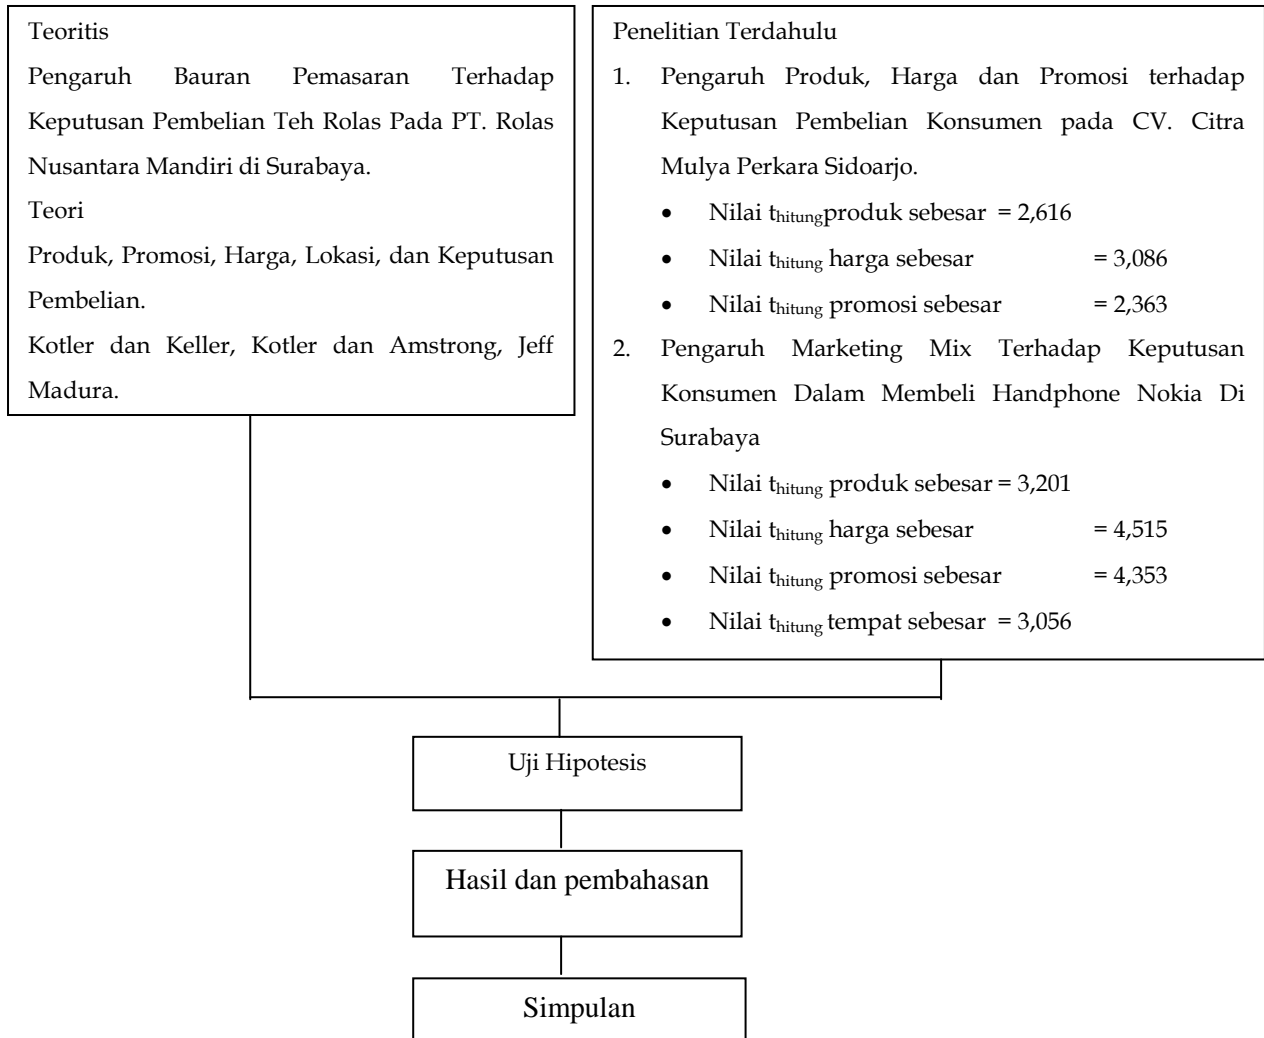 Teoritis
Pengaruh Bauran Pemasaran Terhadap
Keputusan Pembelian Teh Rolas Pada PT. Rolas
Nusantara Mandiri di Surabaya.
Teori
Produk, Promosi, Harga, Lokasi, dan Keputusan
Pembelian.
Kotler dan Keller, Kotler dan Amstrong, Jeff
Madura.
Penelitian Terdahulu
1. Pengaruh Produk, Harga dan Promosi terhadap
Keputusan Pembelian Konsumen pada CV. Citra
Mulya Perkara Sidoarjo.
• Nilai thitungproduk sebesar = 2,616
• Nilai thitung harga sebesar = 3,086
• Nilai thitung promosi sebesar = 2,363
2. Pengaruh Marketing Mix Terhadap Keputusan
Konsumen Dalam Membeli Handphone Nokia Di
Surabaya
• Nilai thitung produk sebesar = 3,201
• Nilai thitung harga sebesar = 4,515
• Nilai thitung promosi sebesar = 4,353
• Nilai thitung tempat sebesar = 3,056
Uji Hipotesis
Hasil dan pembahasan
Simpulan